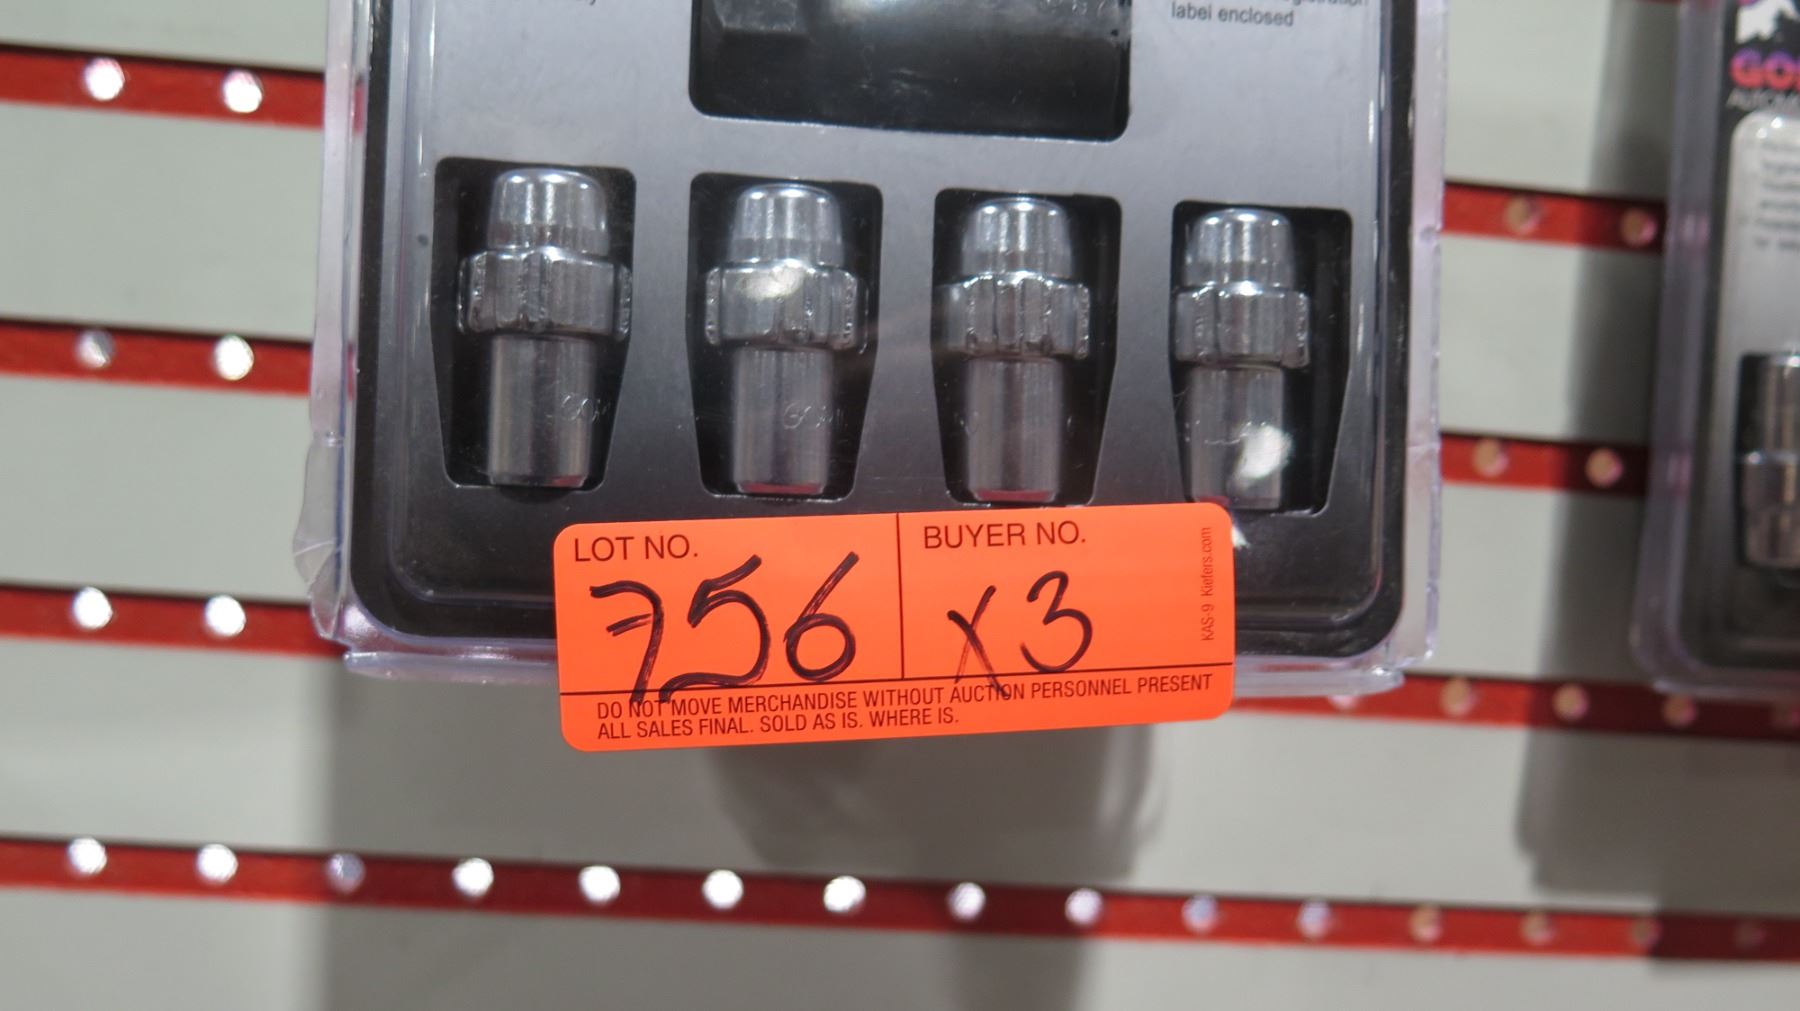 label enclosed
LOT NO.
BUYER NO.
756
X3
KAS-9 Kiefers.com
DO NOT MOVE MERCHANDISE WITHOUT AUCTION PERSONNEL PRESENT
ALL SALES FINAL. SOLD AS IS. WHERE IS.